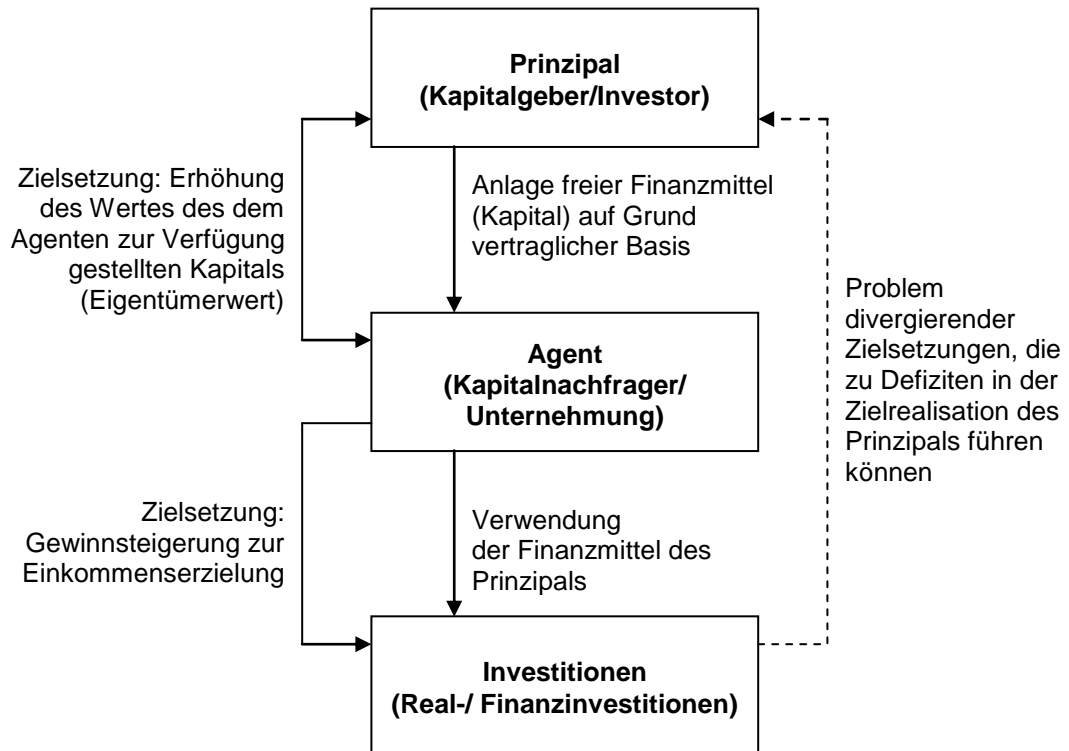 Prinzipal
(Kapitalgeber/Investor)
Zielsetzung: Erhöhung
des Wertes des dem
Agenten zur Verfügung
gestellten Kapitals
(Eigentümerwert)
Anlage freier Finanzmittel
(Kapital) auf Grund
vertraglicher Basis
Agent
(Kapitalnachfrager/
Unternehmung)
Problem
divergierender
Zielsetzungen, die
zu Defiziten in der
Zielrealisation des
Prinzipals führen
können
Zielsetzung:
Gewinnsteigerung zur
Einkommenserzielung
Verwendung
der Finanzmittel des
Prinzipals
Investitionen
(Real-/ Finanzinvestitionen)